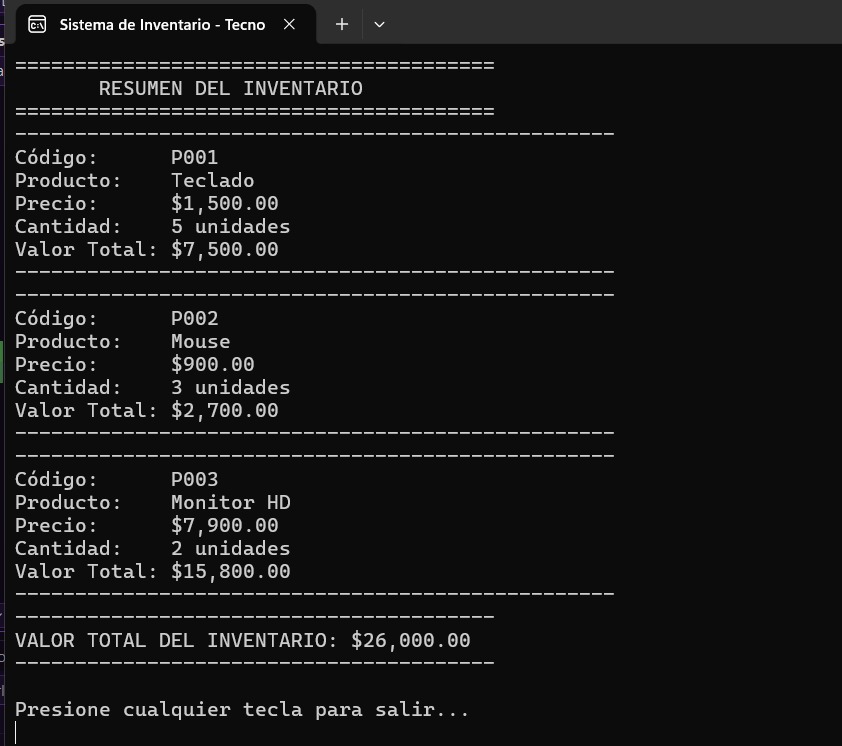 Sistema de Inventario - Tecno
========================================
RESUMEN DEL INVENTARIO
========================================
--------------------------------------------------
Código: P001
Producto: Teclado
Precio: $1,500.00
Cantidad: 5 unidades
Valor Total: $7,500.00
--------------------------------------------------
--------------------------------------------------
Código: P002
Producto: Mouse
Precio: $900.00
Cantidad: 3 unidades
Valor Total: $2,700.00
--------------------------------------------------
--------------------------------------------------
Código: P003
Producto: Monitor HD
Precio: $7,900.00
Cantidad: 2 unidades
Valor Total: $15,800.00
--------------------------------------------------
----------------------------------------
VALOR TOTAL DEL INVENTARIO: $26,000.00
----------------------------------------
Presione cualquier tecla para salir...